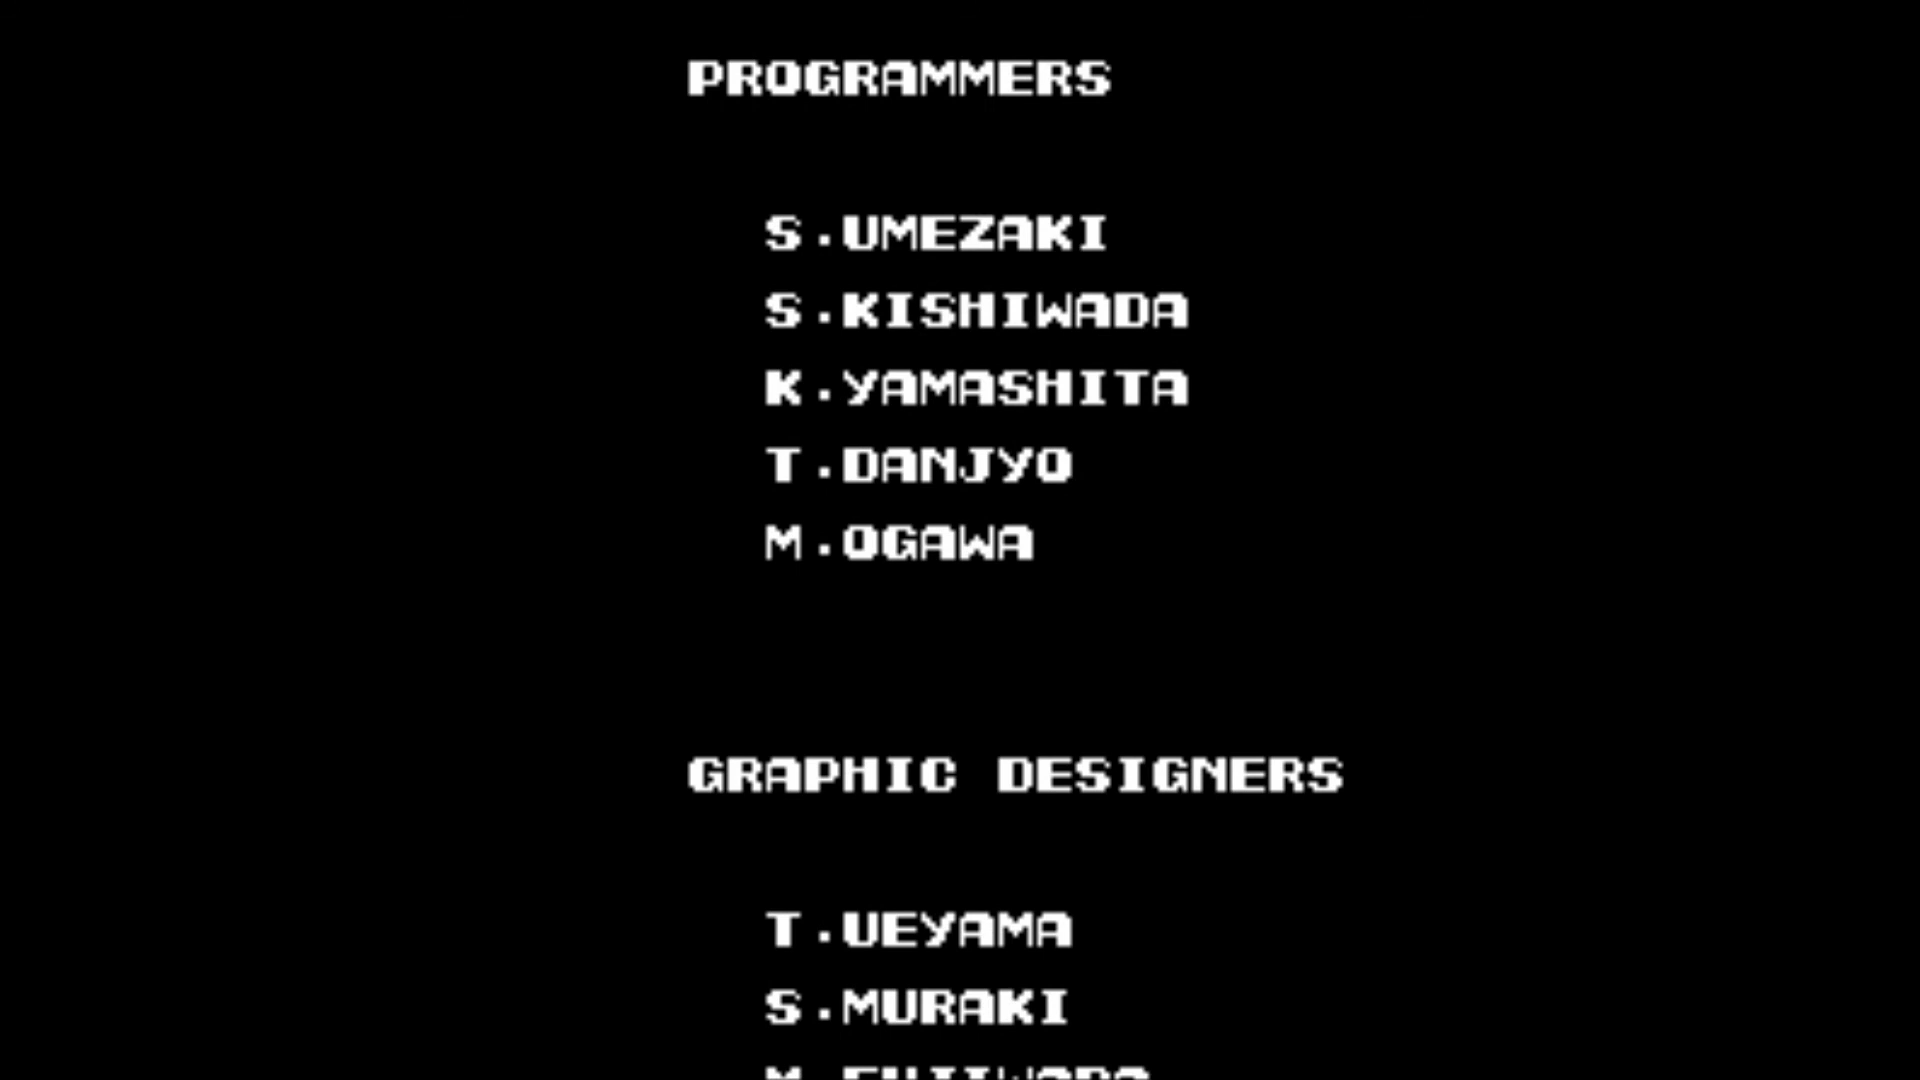 PROGRAMMERS
S.UMEZAKI
S.KISHIWADA
K.YAMASHITA
T.DANJYO
M.OGAWA
GRAPHIC DESIGNERS
T.UEYAMA
S.MURAKI